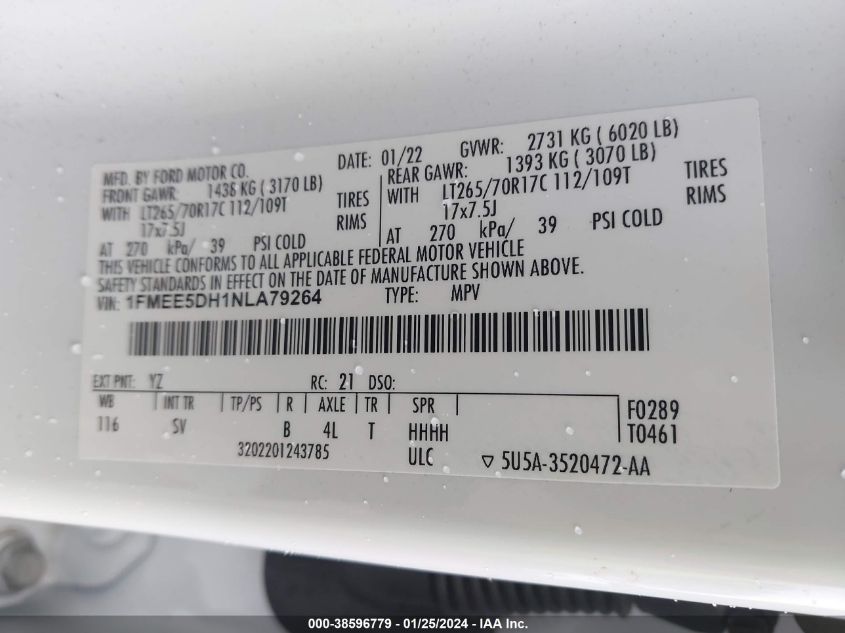 MFD. BY FORD MOTOR CO.
DATE: 01/22 GVWR: 2731 KG ( 6020 LB)
FRONT GAWR: 1438 KG ( 3170 LB)
REAR GAWR: 1393 KG ( 3070 LB)
WITH LT265/70R17C 112/109T TIRES
WITH LT265/70R17C 112/109T TIRES
17x7.5J RIMS
17x7.5J RIMS
AT 270 kPa/ 39 PSI COLD
AT 270 kPa/ 39 PSI COLD
THIS VEHICLE CONFORMS TO ALL APPLICABLE FEDERAL MOTOR VEHICLE
SAFETY STANDARDS IN EFFECT ON THE DATE OF MANUFACTURE SHOWN ABOVE.
VIN: 1FMEE5DH1NLA79264 TYPE: MPV
EXT PNT: YZ RC: 21 DSO:
WB INT TR TP/PS R AXLE TR SPR
116 SV B 4L T HHHH
F0289
T0461
3202201243785 ULC ▽ 5U5A-3520472-AA
000-38596779 - 01/25/2024 - IAA Inc.